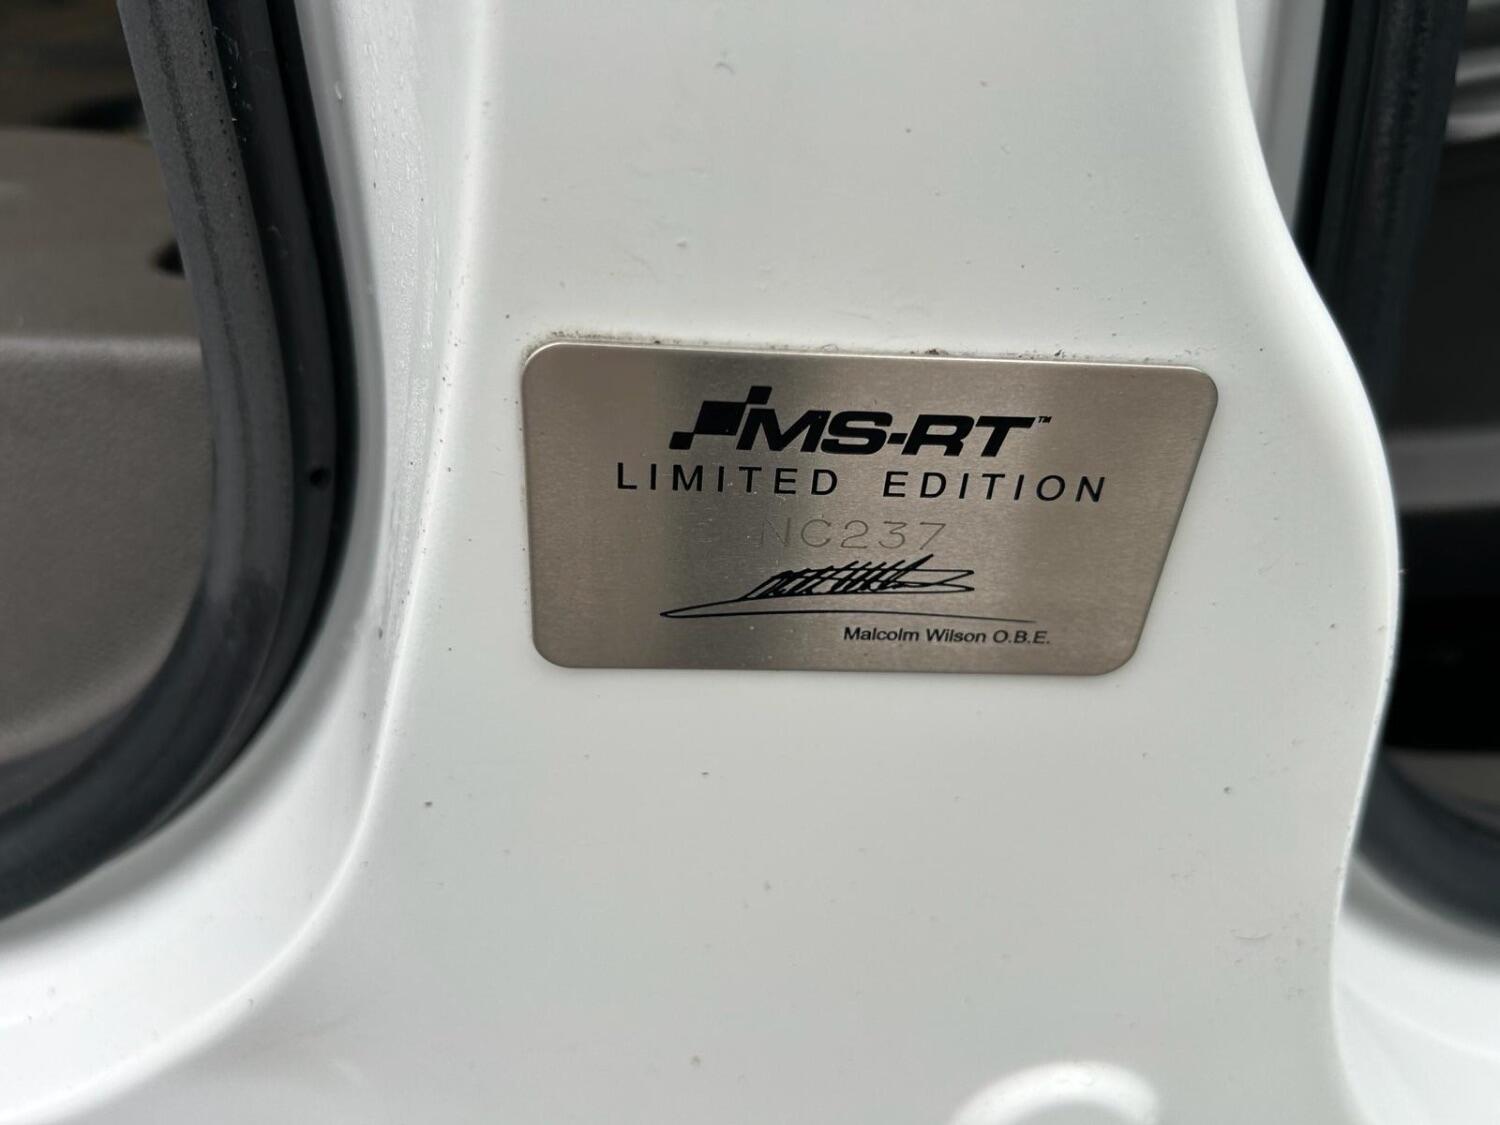 MS-RT™
LIMITED EDITION
NC237
Malcolm Wilson O.B.E.